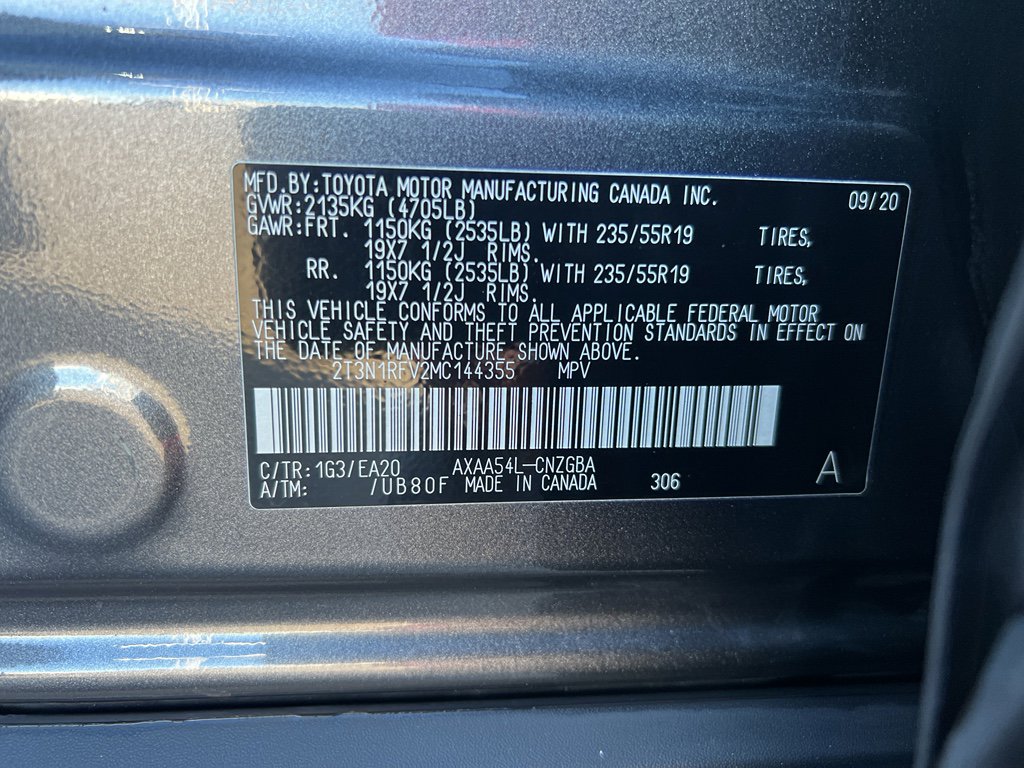 MFD.BY:TOYOTA MOTOR MANUFACTURING CANADA INC. 09/20
GVWR:2135KG (4705LB)
GAWR:FRT. 1150KG (2535LB) WITH 235/55R19 TIRES,
19X7 1/2J RIMS.
RR. 1150KG (2535LB) WITH 235/55R19 TIRES,
19X7 1/2J RIMS.
THIS VEHICLE CONFORMS TO ALL APPLICABLE FEDERAL MOTOR
VEHICLE SAFETY AND THEFT PREVENTION STANDARDS IN EFFECT ON
THE DATE OF MANUFACTURE SHOWN ABOVE.
2T3N1RFV2MC144355 MPV
C/TR:1G3/EA20 AXAA54L-CNZGBA
A/TM: /UB80F MADE IN CANADA 306 A